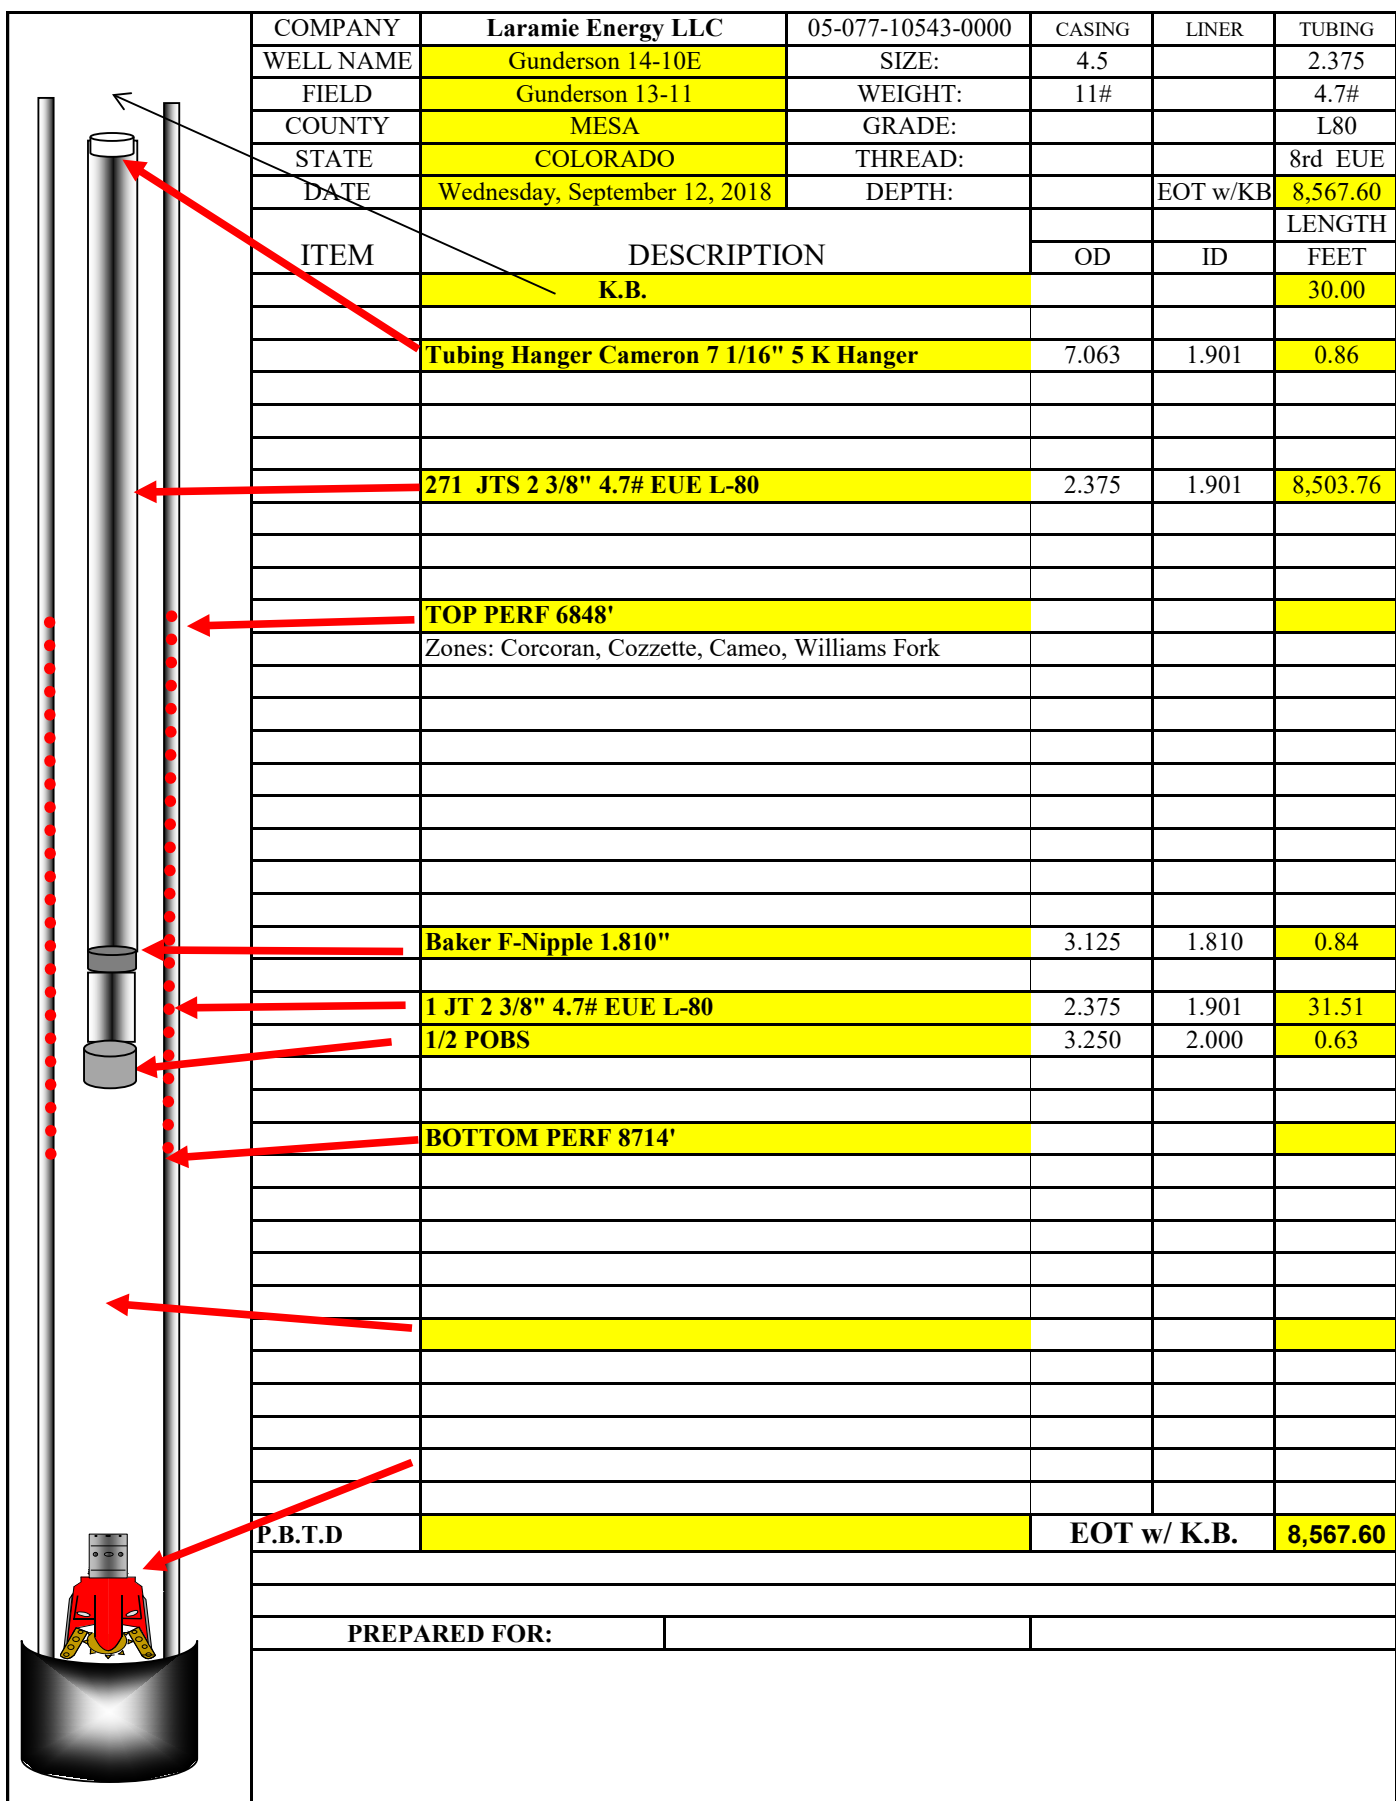 COMPANY Laramie Energy LLC 05-077-10543-0000 CASING LINER TUBING
WELL NAME Gunderson 14-10E SIZE: 4.5 2.375
FIELD Gunderson 13-11 WEIGHT: 11# 4.7#
COUNTY MESA GRADE: L80
STATE COLORADO THREAD: 8rd EUE
DATE Wednesday, September 12, 2018 DEPTH: EOT w/KB 8,567.60
LENGTH
ITEM DESCRIPTION OD ID FEET
K.B. 30.00
Tubing Hanger Cameron 7 1/16" 5 K Hanger 7.063 1.901 0.86
271 JTS 2 3/8" 4.7# EUE L-80 2.375 1.901 8,503.76
TOP PERF 6848'
Zones: Corcoran, Cozzette, Cameo, Williams Fork
Baker F-Nipple 1.810" 3.125 1.810 0.84
1 JT 2 3/8" 4.7# EUE L-80 2.375 1.901 31.51
1/2 POBS 3.250 2.000 0.63
BOTTOM PERF 8714'
P.B.T.D EOT w/ K.B. 8,567.60
PREPARED FOR: